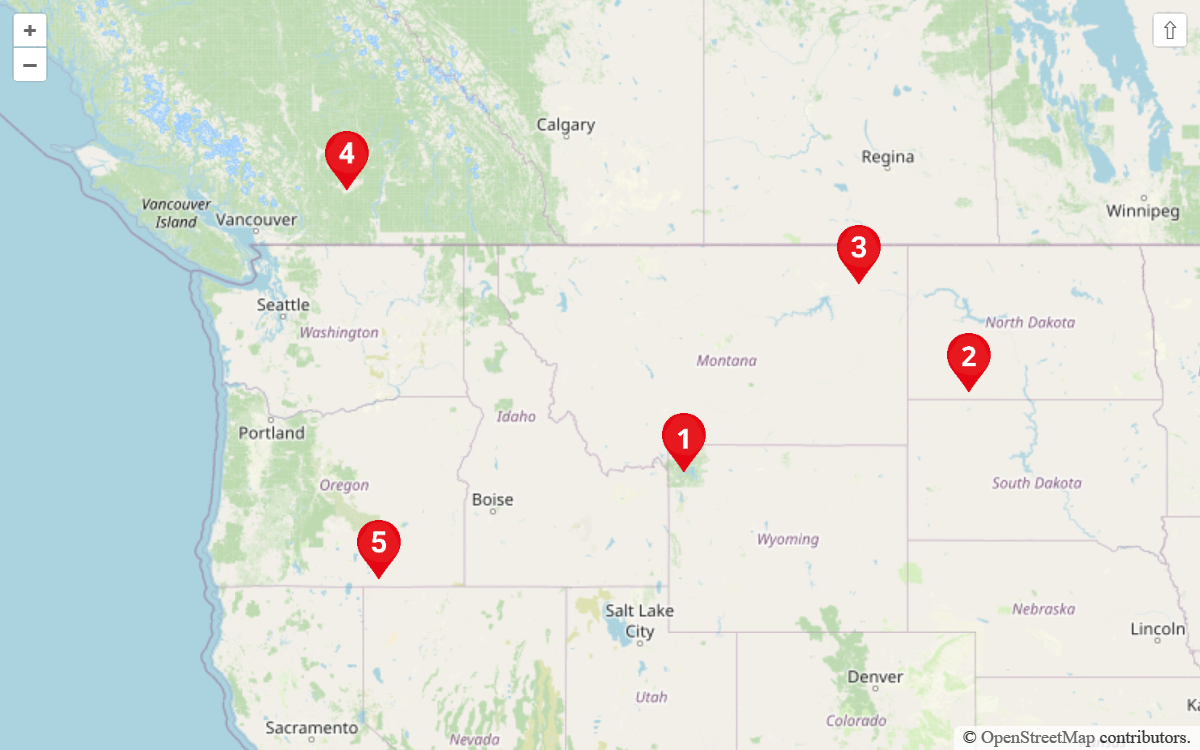 +
−
⇧
Calgary
4
Regina
Vancouver
Island
Vancouver
Winnipeg
3
Seattle
Washington
North Dakota
2
Montana
Idaho
1
Portland
Oregon
Boise
South Dakota
5
Wyoming
Salt Lake
City
Nebraska
Lincoln
Denver
Utah
Colorado
Sacramento
Nevada
© OpenStreetMap contributors.